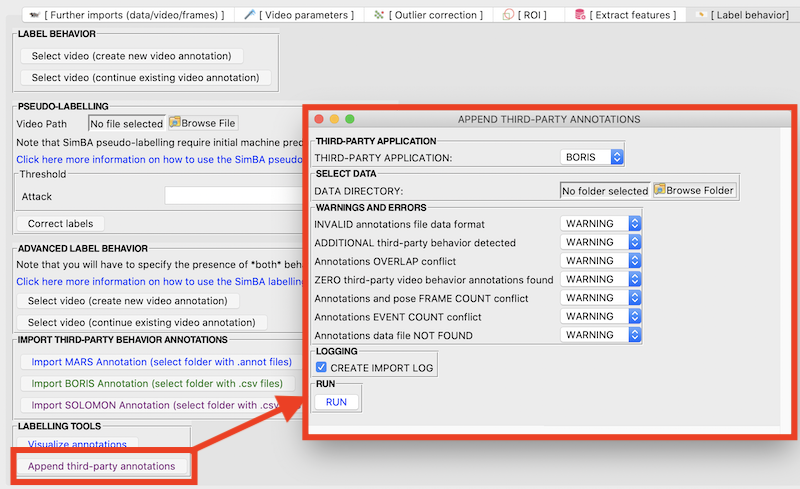 [ Further imports (data/video/frames) ]
[ Video parameters ]
[ Outlier correction ]
[ ROI ]
[ Extract features ]
[ Label behavior]
LABEL BEHAVIOR
Select video (create new video annotation)
Select video (continue existing video annotation)
PSEUDO-LABELLING
Video Path
No file selected
Browse File
Note that SimBA pseudo-labelling require initial machine pred
Click here more information on how to use the SimBA pseudo
Threshold
Attack
Correct labels
ADVANCED LABEL BEHAVIOR
Note that you will have to specify the presence of *both* beha
Click here more information on how to use the SimBA labelling
Select video (create new video annotation)
Select video (continue existing video annotation)
IMPORT THIRD-PARTY BEHAVIOR ANNOTATIONS
Import MARS Annotation (select folder with .annot files)
Import BORIS Annotation (select folder with .csv files)
Import SOLOMON Annotation (select folder with .csv
LABELLING TOOLS
Visualize annotations
Append third-party annotations
APPEND THIRD-PARTY ANNOTATIONS
THIRD-PARTY APPLICATION
THIRD-PARTY APPLICATION:
BORIS
SELECT DATA
DATA DIRECTORY:
No folder selected
Browse Folder
WARNINGS AND ERRORS
INVALID annotations file data format
WARNING
ADDITIONAL third-party behavior detected
WARNING
Annotations OVERLAP conflict
WARNING
ZERO third-party video behavior annotations found
WARNING
Annotations and pose FRAME COUNT conflict
WARNING
Annotations EVENT COUNT conflict
WARNING
Annotations data file NOT FOUND
WARNING
LOGGING
CREATE IMPORT LOG
RUN
RUN